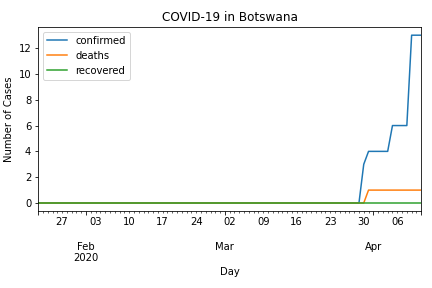 COVID-19 in Botswana
confirmed
deaths
recovered
Number of Cases
12
10
8
6
4
2
0
27 03 10 17 24 02 09 16 23 30 06
Feb Mar Apr
2020
Day